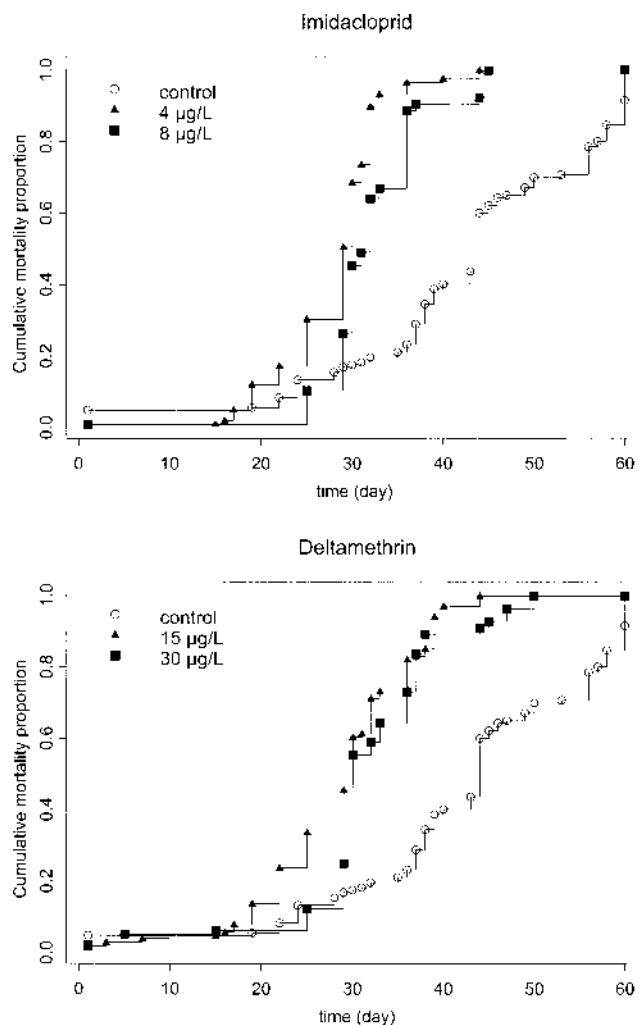 Imidacloprid
control
4 µg/L
8 µg/L
Cumulative mortality proportion
0.0 0.2 0.4 0.6 0.8 1.0
0 10 20 30 40 50 60
time (day)
Deltamethrin
control
15 µg/L
30 µg/L
Cumulative mortality proportion
0.0 0.2 0.4 0.6 0.8 1.0
0 10 20 30 40 50 60
time (day)